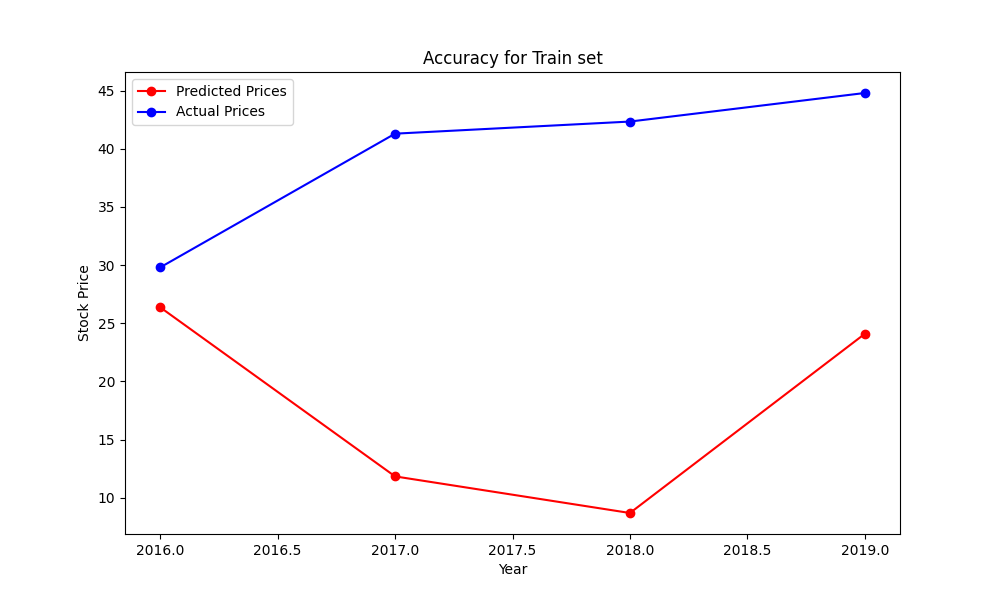 Accuracy for Train set
Predicted Prices
Actual Prices
45
40
35
30
25
20
15
10
Stock Price
2016.0 2016.5 2017.0 2017.5 2018.0 2018.5 2019.0
Year